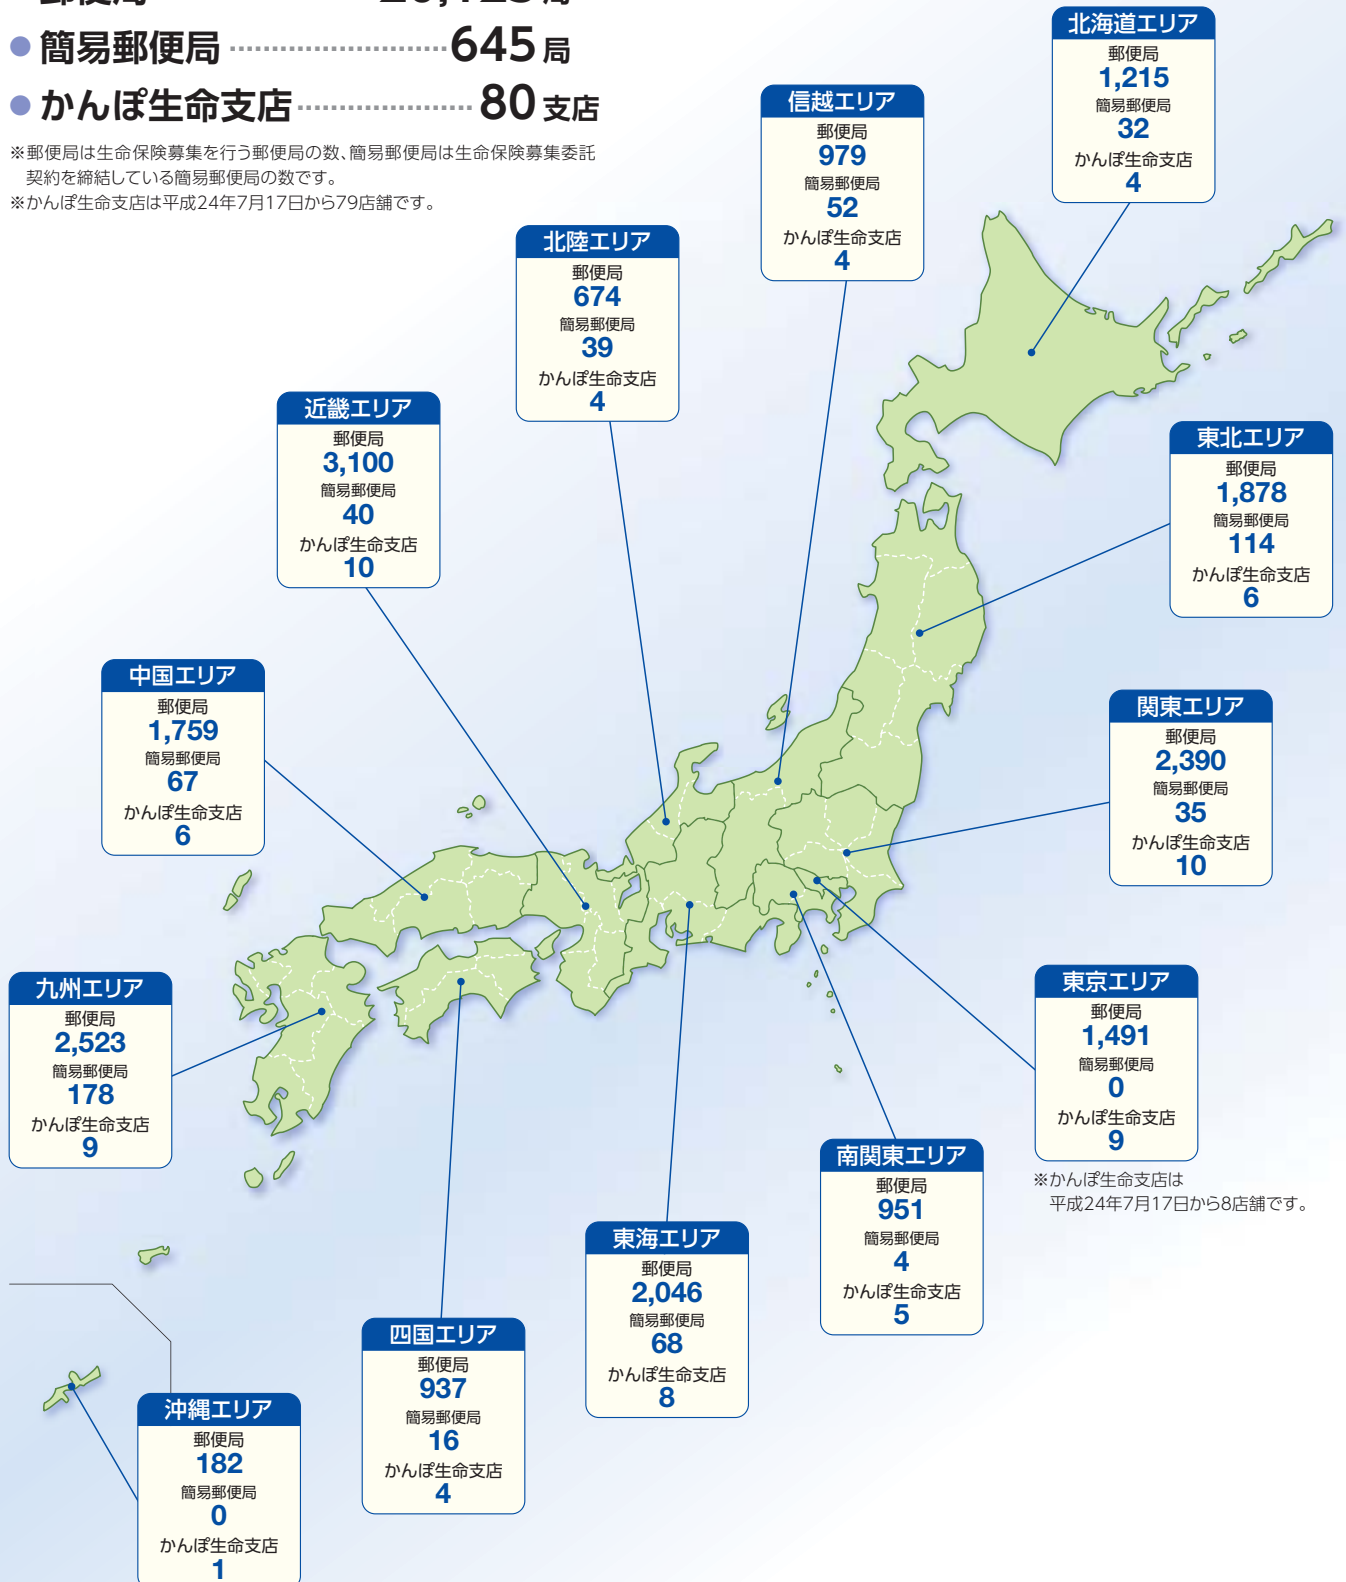 簡易郵便局 645局
かんぽ生命支店 80支店
※郵便局は生命保険募集を行う郵便局の数、簡易郵便局は生命保険募集委託
契約を締結している簡易郵便局の数です。
※かんぽ生命支店は平成24年7月17日から79店舗です。
北海道エリア
郵便局
1,215
簡易郵便局
32
かんぽ生命支店
4
信越エリア
郵便局
979
簡易郵便局
52
かんぽ生命支店
4
北陸エリア
郵便局
674
簡易郵便局
39
かんぽ生命支店
4
近畿エリア
郵便局
3,100
簡易郵便局
40
かんぽ生命支店
10
東北エリア
郵便局
1,878
簡易郵便局
114
かんぽ生命支店
6
中国エリア
郵便局
1,759
簡易郵便局
67
かんぽ生命支店
6
関東エリア
郵便局
2,390
簡易郵便局
35
かんぽ生命支店
10
九州エリア
郵便局
2,523
簡易郵便局
178
かんぽ生命支店
9
東京エリア
郵便局
1,491
簡易郵便局
0
かんぽ生命支店
9
※かんぽ生命支店は
平成24年7月17日から8店舗です。
南関東エリア
郵便局
951
簡易郵便局
4
かんぽ生命支店
5
東海エリア
郵便局
2,046
簡易郵便局
68
かんぽ生命支店
8
四国エリア
郵便局
937
簡易郵便局
16
かんぽ生命支店
4
沖縄エリア
郵便局
182
簡易郵便局
0
かんぽ生命支店
1